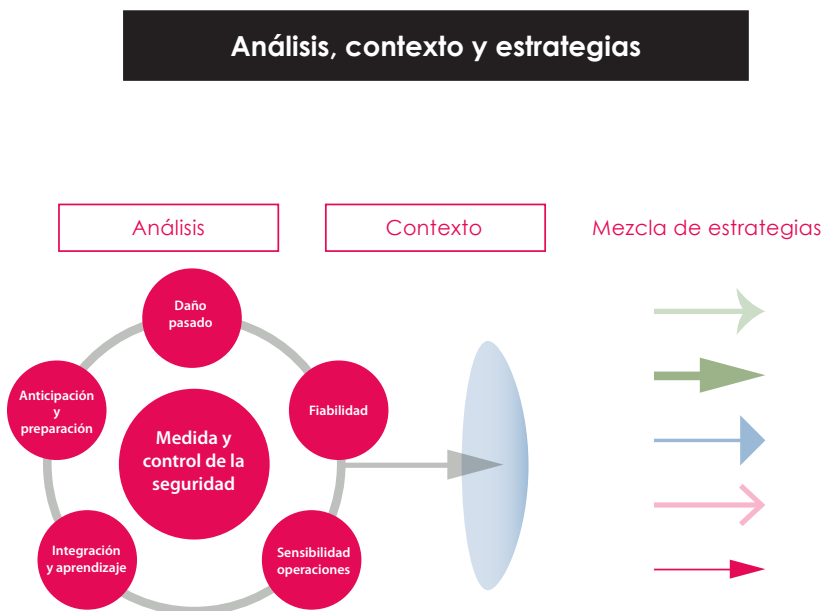 Análisis, contexto y estrategias
Análisis
Contexto
Mezcla de estrategias
Daño
pasado
Anticipación
y
preparación
Fiabilidad
Medida y
control de la
seguridad
Integración
y aprendizaje
Sensibilidad
operaciones